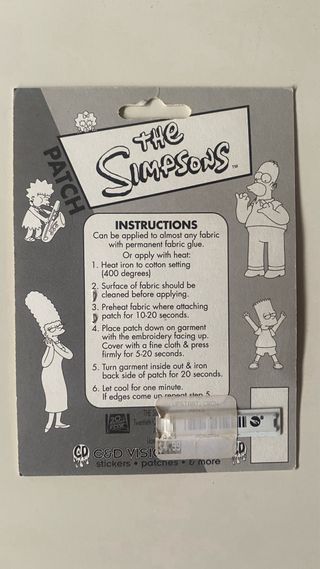 THE
SIMPSONS™
PATCH
INSTRUCTIONS
Can be applied to almost any fabric
with permanent fabric glue.
Or apply with heat:
1. Heat iron to cotton setting
(400 degrees)
2. Surface of fabric should be
cleaned before applying.
3. Preheat fabric where attaching
patch for 10-20 seconds.
4. Place patch down on garment
with the embroidery facing up.
Cover with a fine cloth & press
firmly for 5-20 seconds.
5. Turn garment inside out & iron
back side of patch for 20 seconds.
6. Let cool for one minute.
If edges come up repeat step 5.
THE
Twentieth
FOX
C&D VISI
stickers • patches • & more